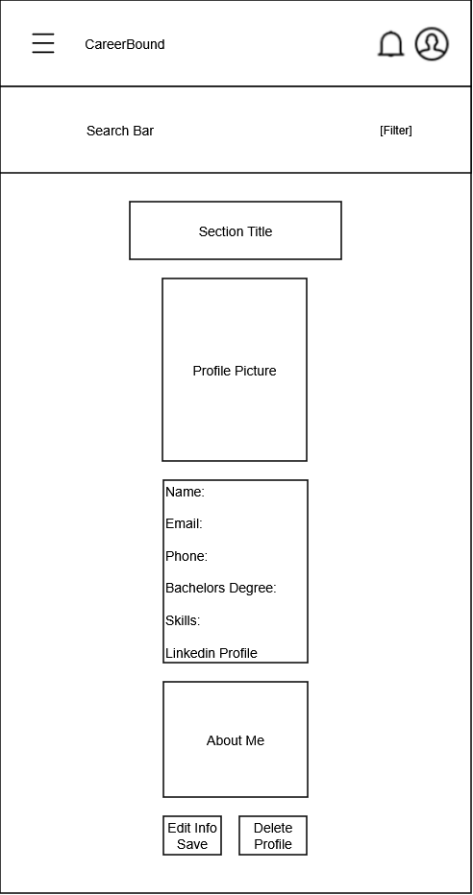 CareerBound
Search Bar [Filter]
Section Title
Profile Picture
Name:
Email:
Phone:
Bachelors Degree:
Skills:
Linkedin Profile
About Me
Edit Info
Save
Delete
Profile